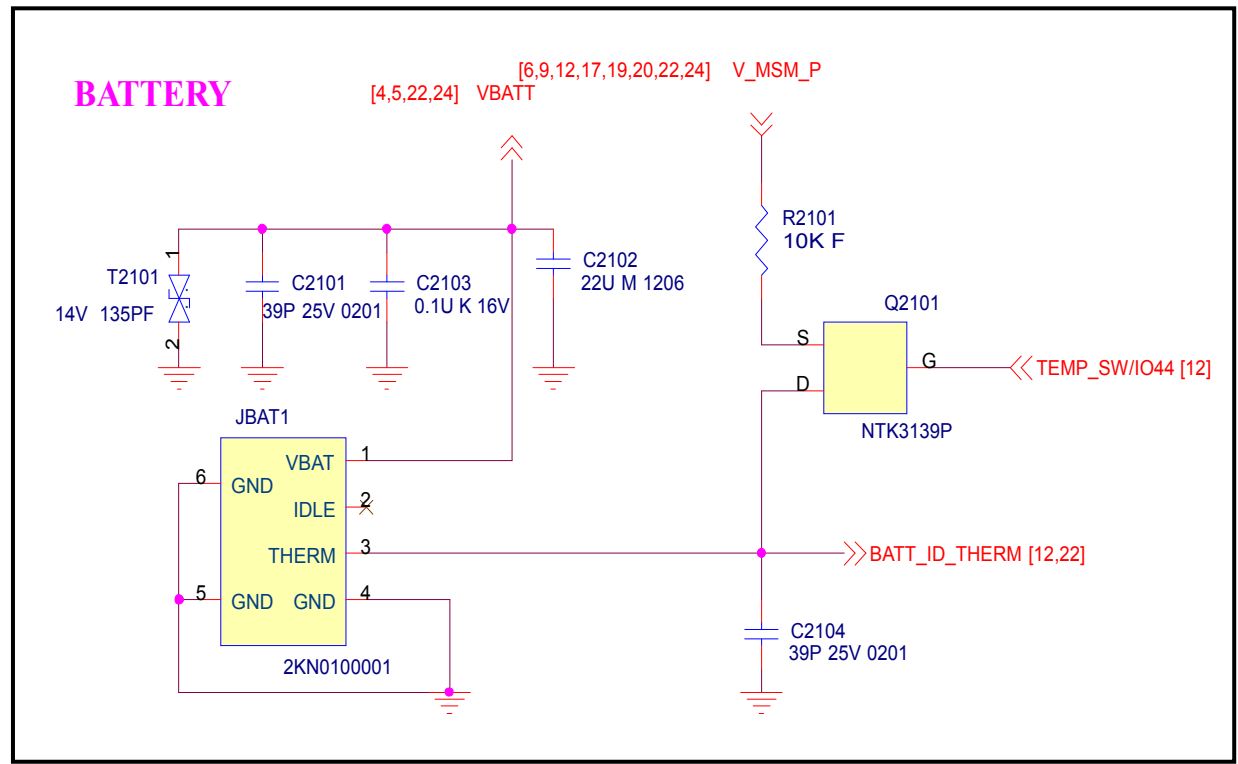 [6,9,12,17,19,20,22,24] V_MSM_P
BATTERY
[4,5,22,24] VBATT
R2101
10K F
1
T2101
14V 135PF
2
C2101
39P 25V 0201
C2103
0.1U K 16V
C2102
22U M 1206
Q2101
S
D
G
TEMP_SW/IO44 [12]
NTK3139P
JBAT1
VBAT
1
6
GND
IDLE
2
THERM
3
5
GND
GND
4
2KN0100001
BATT_ID_THERM [12,22]
C2104
39P 25V 0201